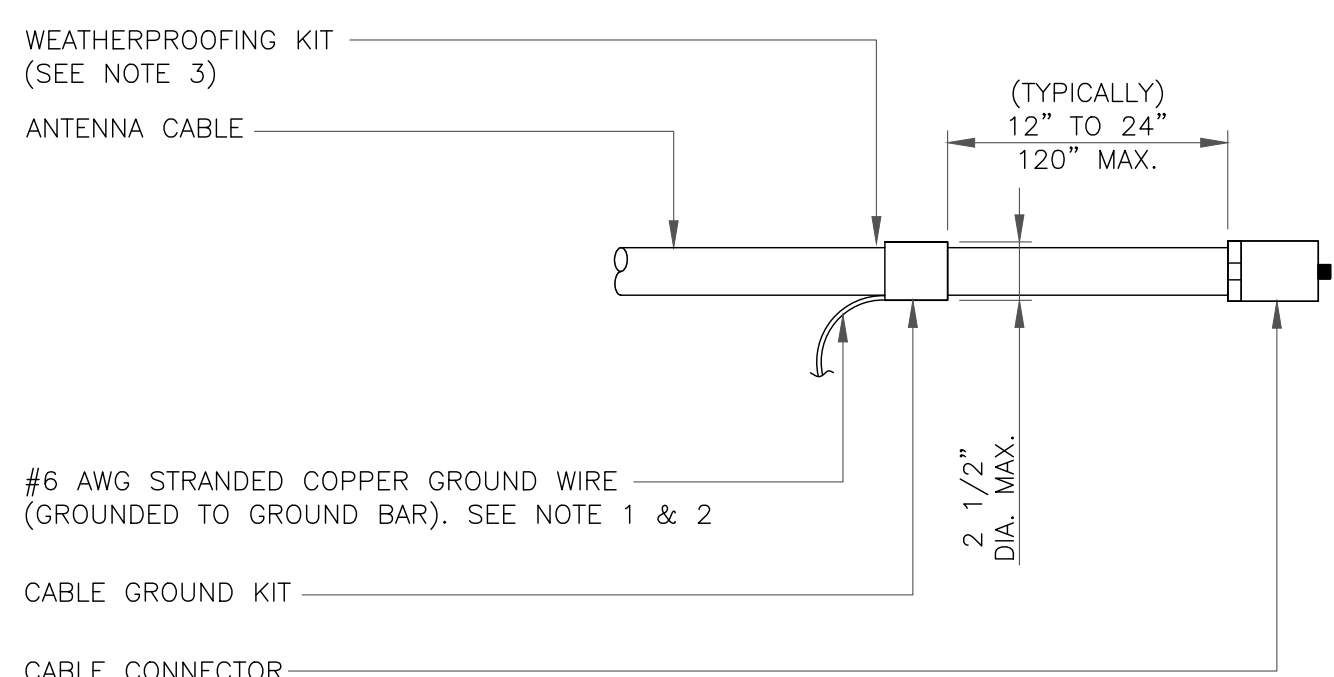 WEATHERPROOFING KIT
(SEE NOTE 3)
ANTENNA CABLE
(TYPICALLY)
12" TO 24"
120" MAX.
2 1/2"
DIA. MAX.
#6 AWG STRANDED COPPER GROUND WIRE
(GROUNDED TO GROUND BAR). SEE NOTE 1 & 2
CABLE GROUND KIT
CABLE CONNECTOR